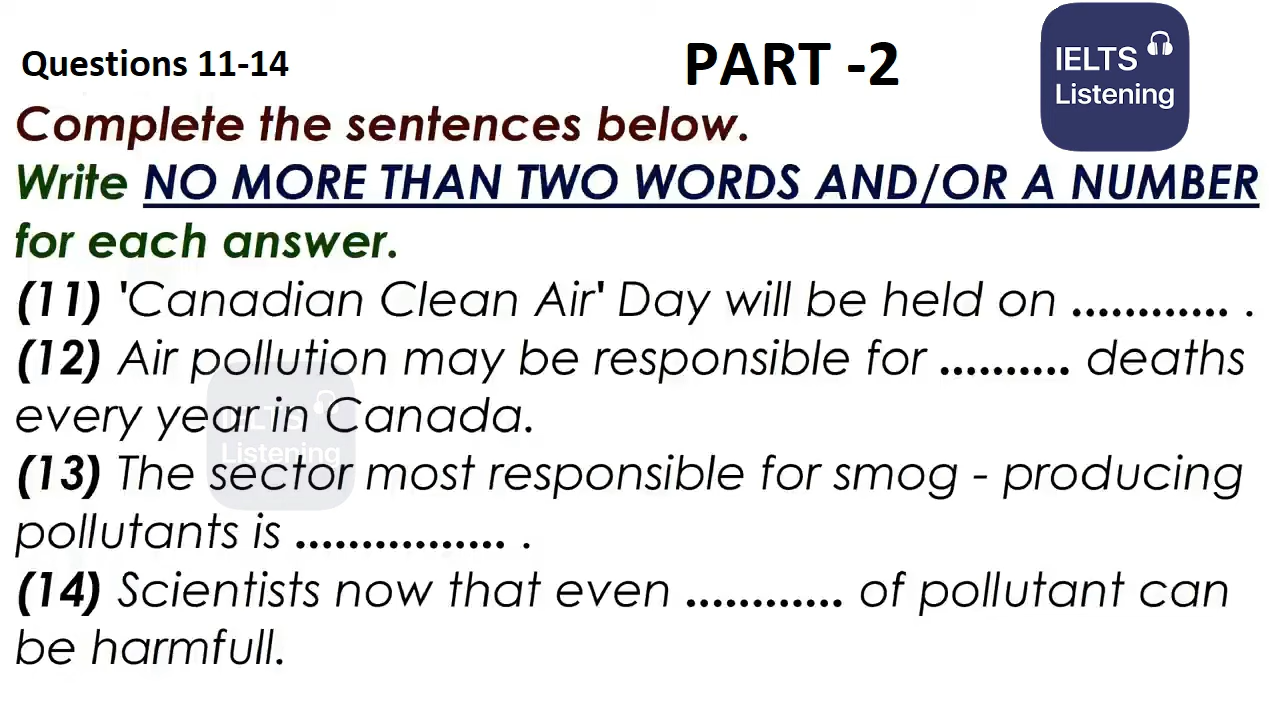 Questions 11-14
PART -2
IELTS
Listening
Complete the sentences below.
Write NO MORE THAN TWO WORDS AND/OR A NUMBER
for each answer.
(11) 'Canadian Clean Air' Day will be held on ............ .
(12) Air pollution may be responsible for .......... deaths
every year in Canada.
(13) The sector most responsible for smog - producing
pollutants is ................ .
(14) Scientists now that even ............ of pollutant can
be harmfull.
IELTS
Listening